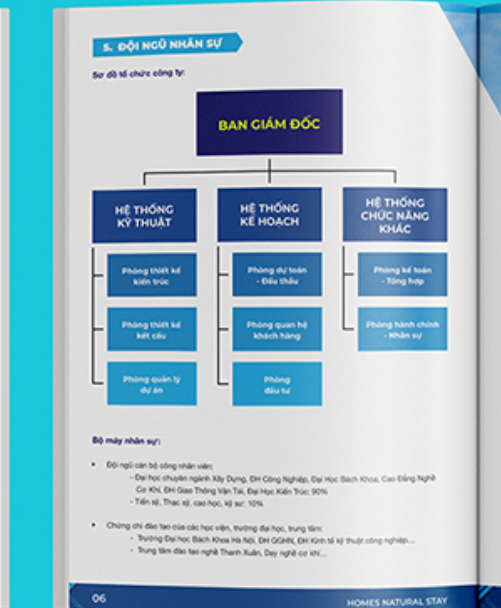 5. ĐỘI NGŨ NHÂN SỰ
Sơ đồ tổ chức công ty:
BAN GIÁM ĐỐC
HỆ THỐNG
KỸ THUẬT
HỆ THỐNG
KẾ HOẠCH
HỆ THỐNG
CHỨC NĂNG
KHÁC
Phòng thiết kế
kiến trúc
Phòng dự toán
- Đấu thầu
Phòng kế toán
- Tổng hợp
Phòng thiết kế
kết cấu
Phòng quan hệ
khách hàng
Phòng hành chính
- Nhân sự
Phòng quản lý
dự án
Phòng
đầu tư
Bộ máy nhân sự:
Đội ngũ cán bộ công nhân viên:
- Đại học chuyên ngành Xây Dựng, ĐH Công Nghiệp, Đại Học Bách Khoa, Cao Đẳng Nghề
Cơ Khí, ĐH Giao Thông Vận Tải, Đại Học Kiến Trúc: 90%
- Tiến sỹ, Thạc sỹ, cao học, kỹ sư: 10%
Chứng chỉ đào tạo của các học viện, trường đại học, trung tâm:
- Trường Đại học Bách Khoa Hà Nội, ĐH QGHN, ĐH Kinh tế kỹ thuật công nghiệp....
- Trung tâm đào tạo nghề Thanh Xuân, Dạy nghề cơ khí....
06
HOMES NATURAL STAY